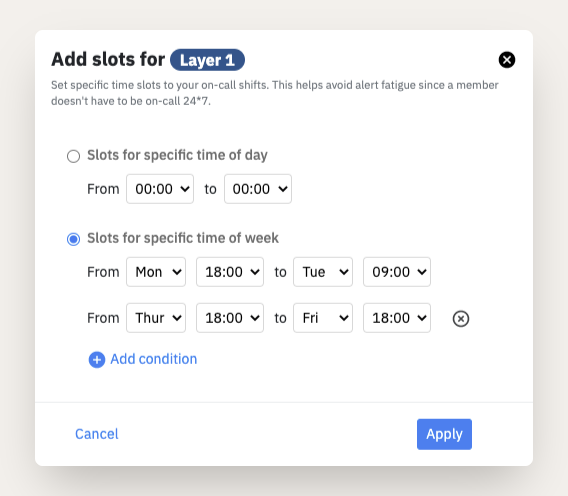 Add slots for Layer 1
Set specific time slots to your on-call shifts. This helps avoid alert fatigue since a member
doesn't have to be on-call 24*7.
Slots for specific time of day
From 00:00 to 00:00
Slots for specific time of week
From Mon 18:00 to Tue 09:00
From Thur 18:00 to Fri 18:00
Add condition
Cancel Apply